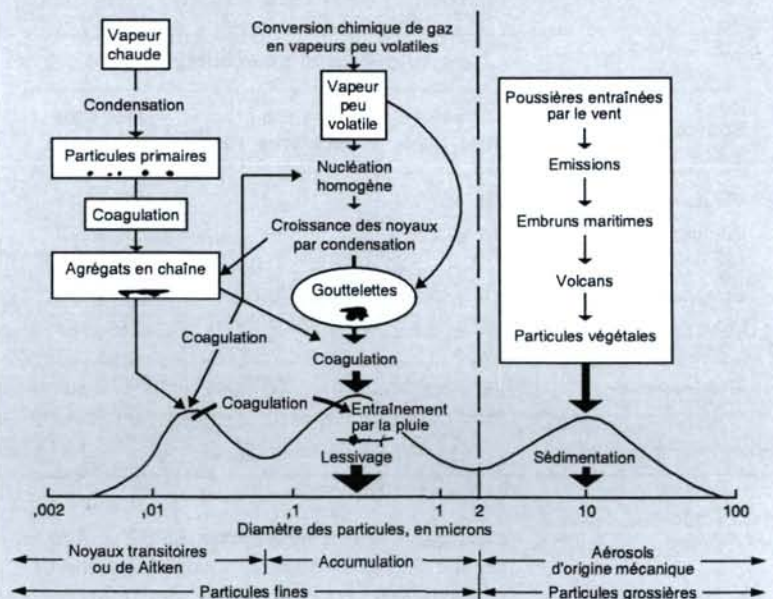 Vapeur
chaude
Condensation
Particules primaires
Coagulation
Agrégats en chaîne
Coagulation
Conversion chimique de gaz
en vapeurs peu volatiles
Vapeur
peu
volatile
Nucléation
homogène
Croissance des noyaux
par condensation
Gouttelettes
Coagulation
Coagulation
Entraînement
par la pluie
Lessivage
Poussières entraînées
par le vent
Emissions
Embruns maritimes
Volcans
Particules végétales
Sédimentation
,002 ,01 ,1 1 2 10 100
Diamètre des particules, en microns
Noyaux transitoires
ou de Aitken
Accumulation
Aérosols
d'origine mécanique
Particules fines
Particules grossières